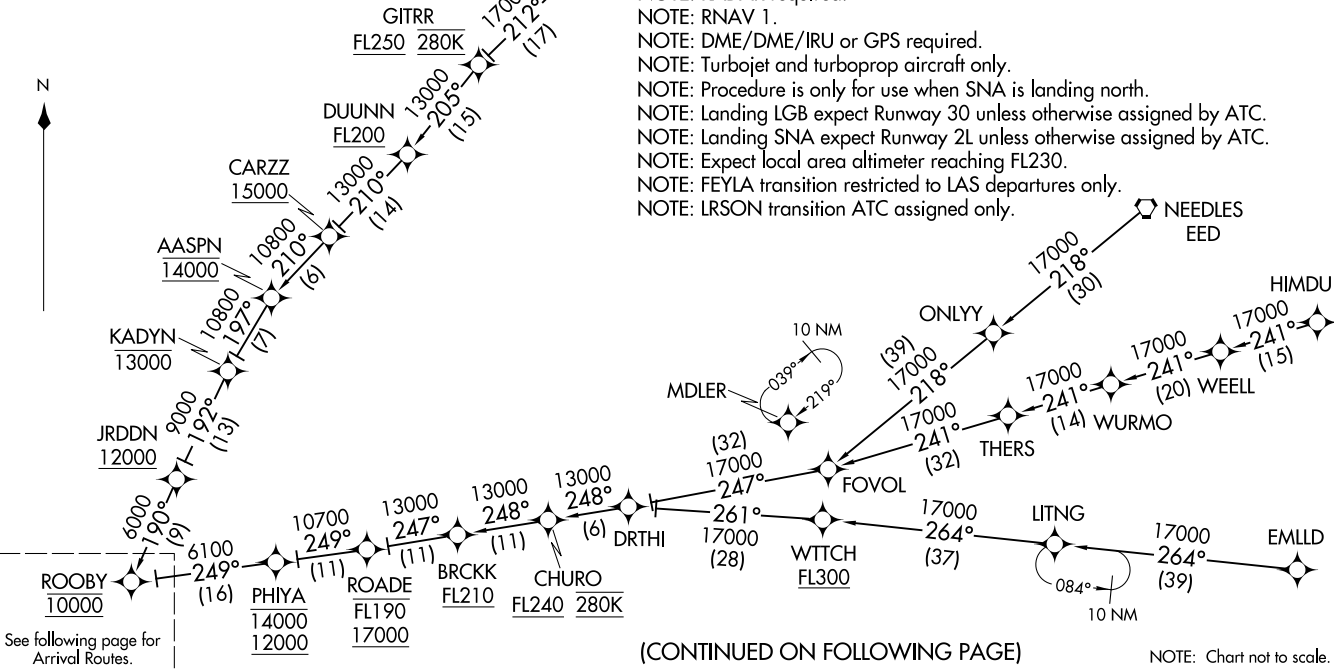 GITRR
FL250 280K
212°
(17)
NOTE: RNAV 1.
NOTE: DME/DME/IRU or GPS required.
NOTE: Turbojet and turboprop aircraft only.
NOTE: Procedure is only for use when SNA is landing north.
NOTE: Landing LGB expect Runway 30 unless otherwise assigned by ATC.
NOTE: Landing SNA expect Runway 2L unless otherwise assigned by ATC.
NOTE: Expect local area altimeter reaching FL230.
NOTE: FEYLA transition restricted to LAS departures only.
NOTE: LRSON transition ATC assigned only.
N
13000
205°
(15)
DUUNN
FL200
13000
210°
(14)
CARZZ
15000
10800
210°
(6)
AASPN
14000
10800
197°
(7)
KADYN
13000
9000
192°
(13)
JRDDN
12000
6000
190°
(9)
ROOBY
10000
See following page for
Arrival Routes.
6100
249°
(16)
PHIYA
14000
12000
10700
249°
(11)
ROADE
FL190
17000
13000
247°
(11)
BRCKK
FL210
13000
248°
(11)
CHURO
FL240 280K
13000
248°
(6)
DRTHI
(32)
17000
247°
261°
17000
(28)
MDLER
10 NM
039°
219°
FOVOL
(39)
17000
218°
ONLYY
17000
218°
(30)
NEEDLES
EED
17000
241°
(32)
THERS
17000
241°
(14)
WURMO
17000
241°
(20)
WEELL
17000
241°
(15)
HIMDU
WTTCH
FL300
17000
264°
(37)
LITNG
084°
10 NM
17000
264°
(39)
EMLLD
(CONTINUED ON FOLLOWING PAGE)
NOTE: Chart not to scale.